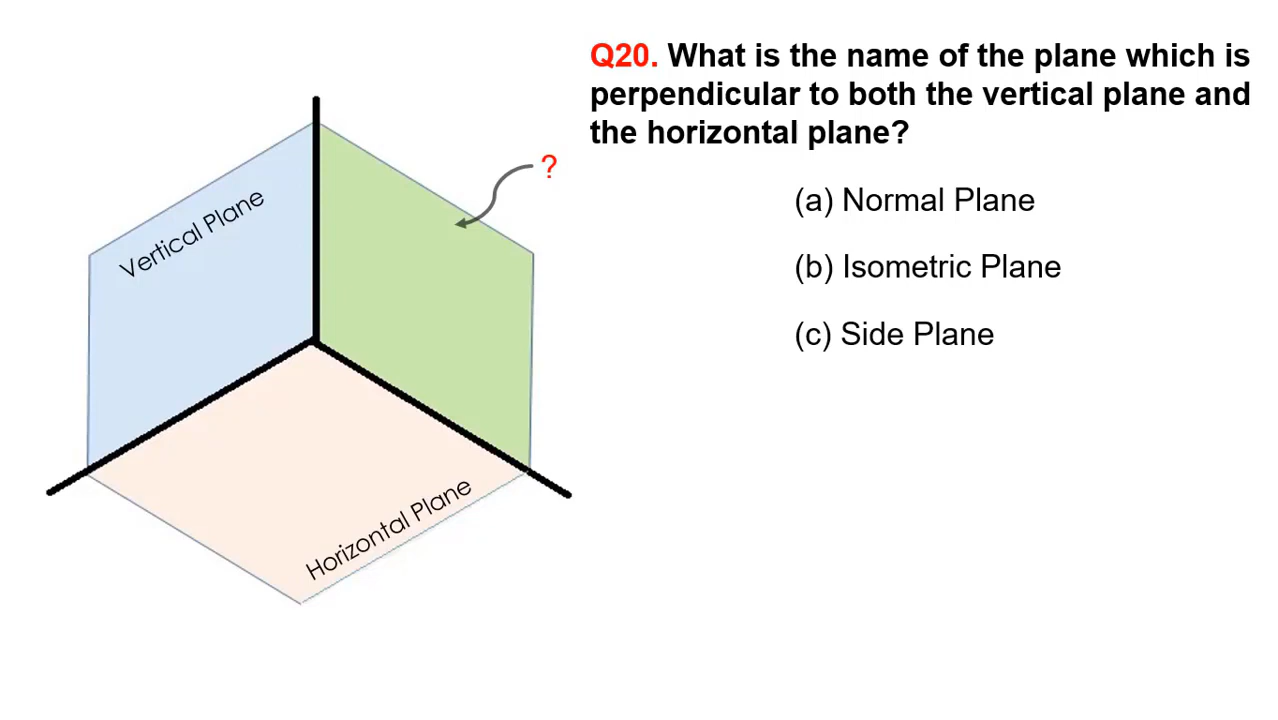 Q20. What is the name of the plane which is
perpendicular to both the vertical plane and
the horizontal plane?
?
(a) Normal Plane
Vertical Plane
(b) Isometric Plane
(c) Side Plane
Horizontal Plane